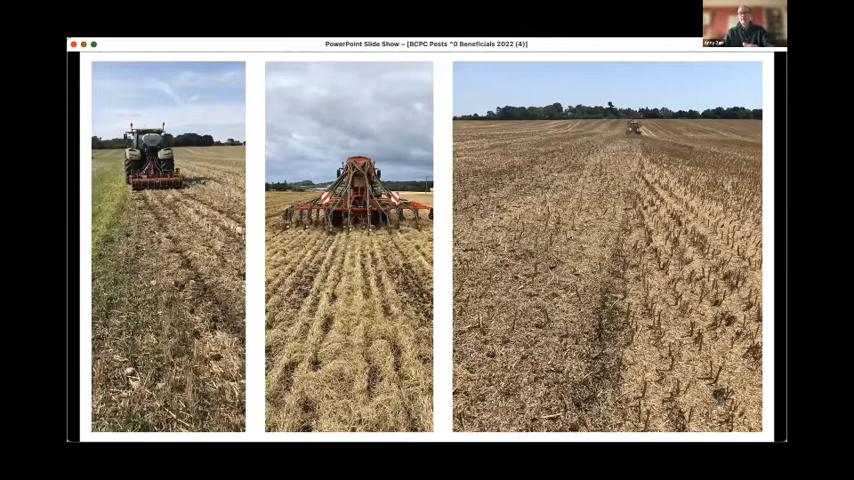 PowerPoint Slide Show – [BCPC Pests ^0 Beneficials 2022 (4)]